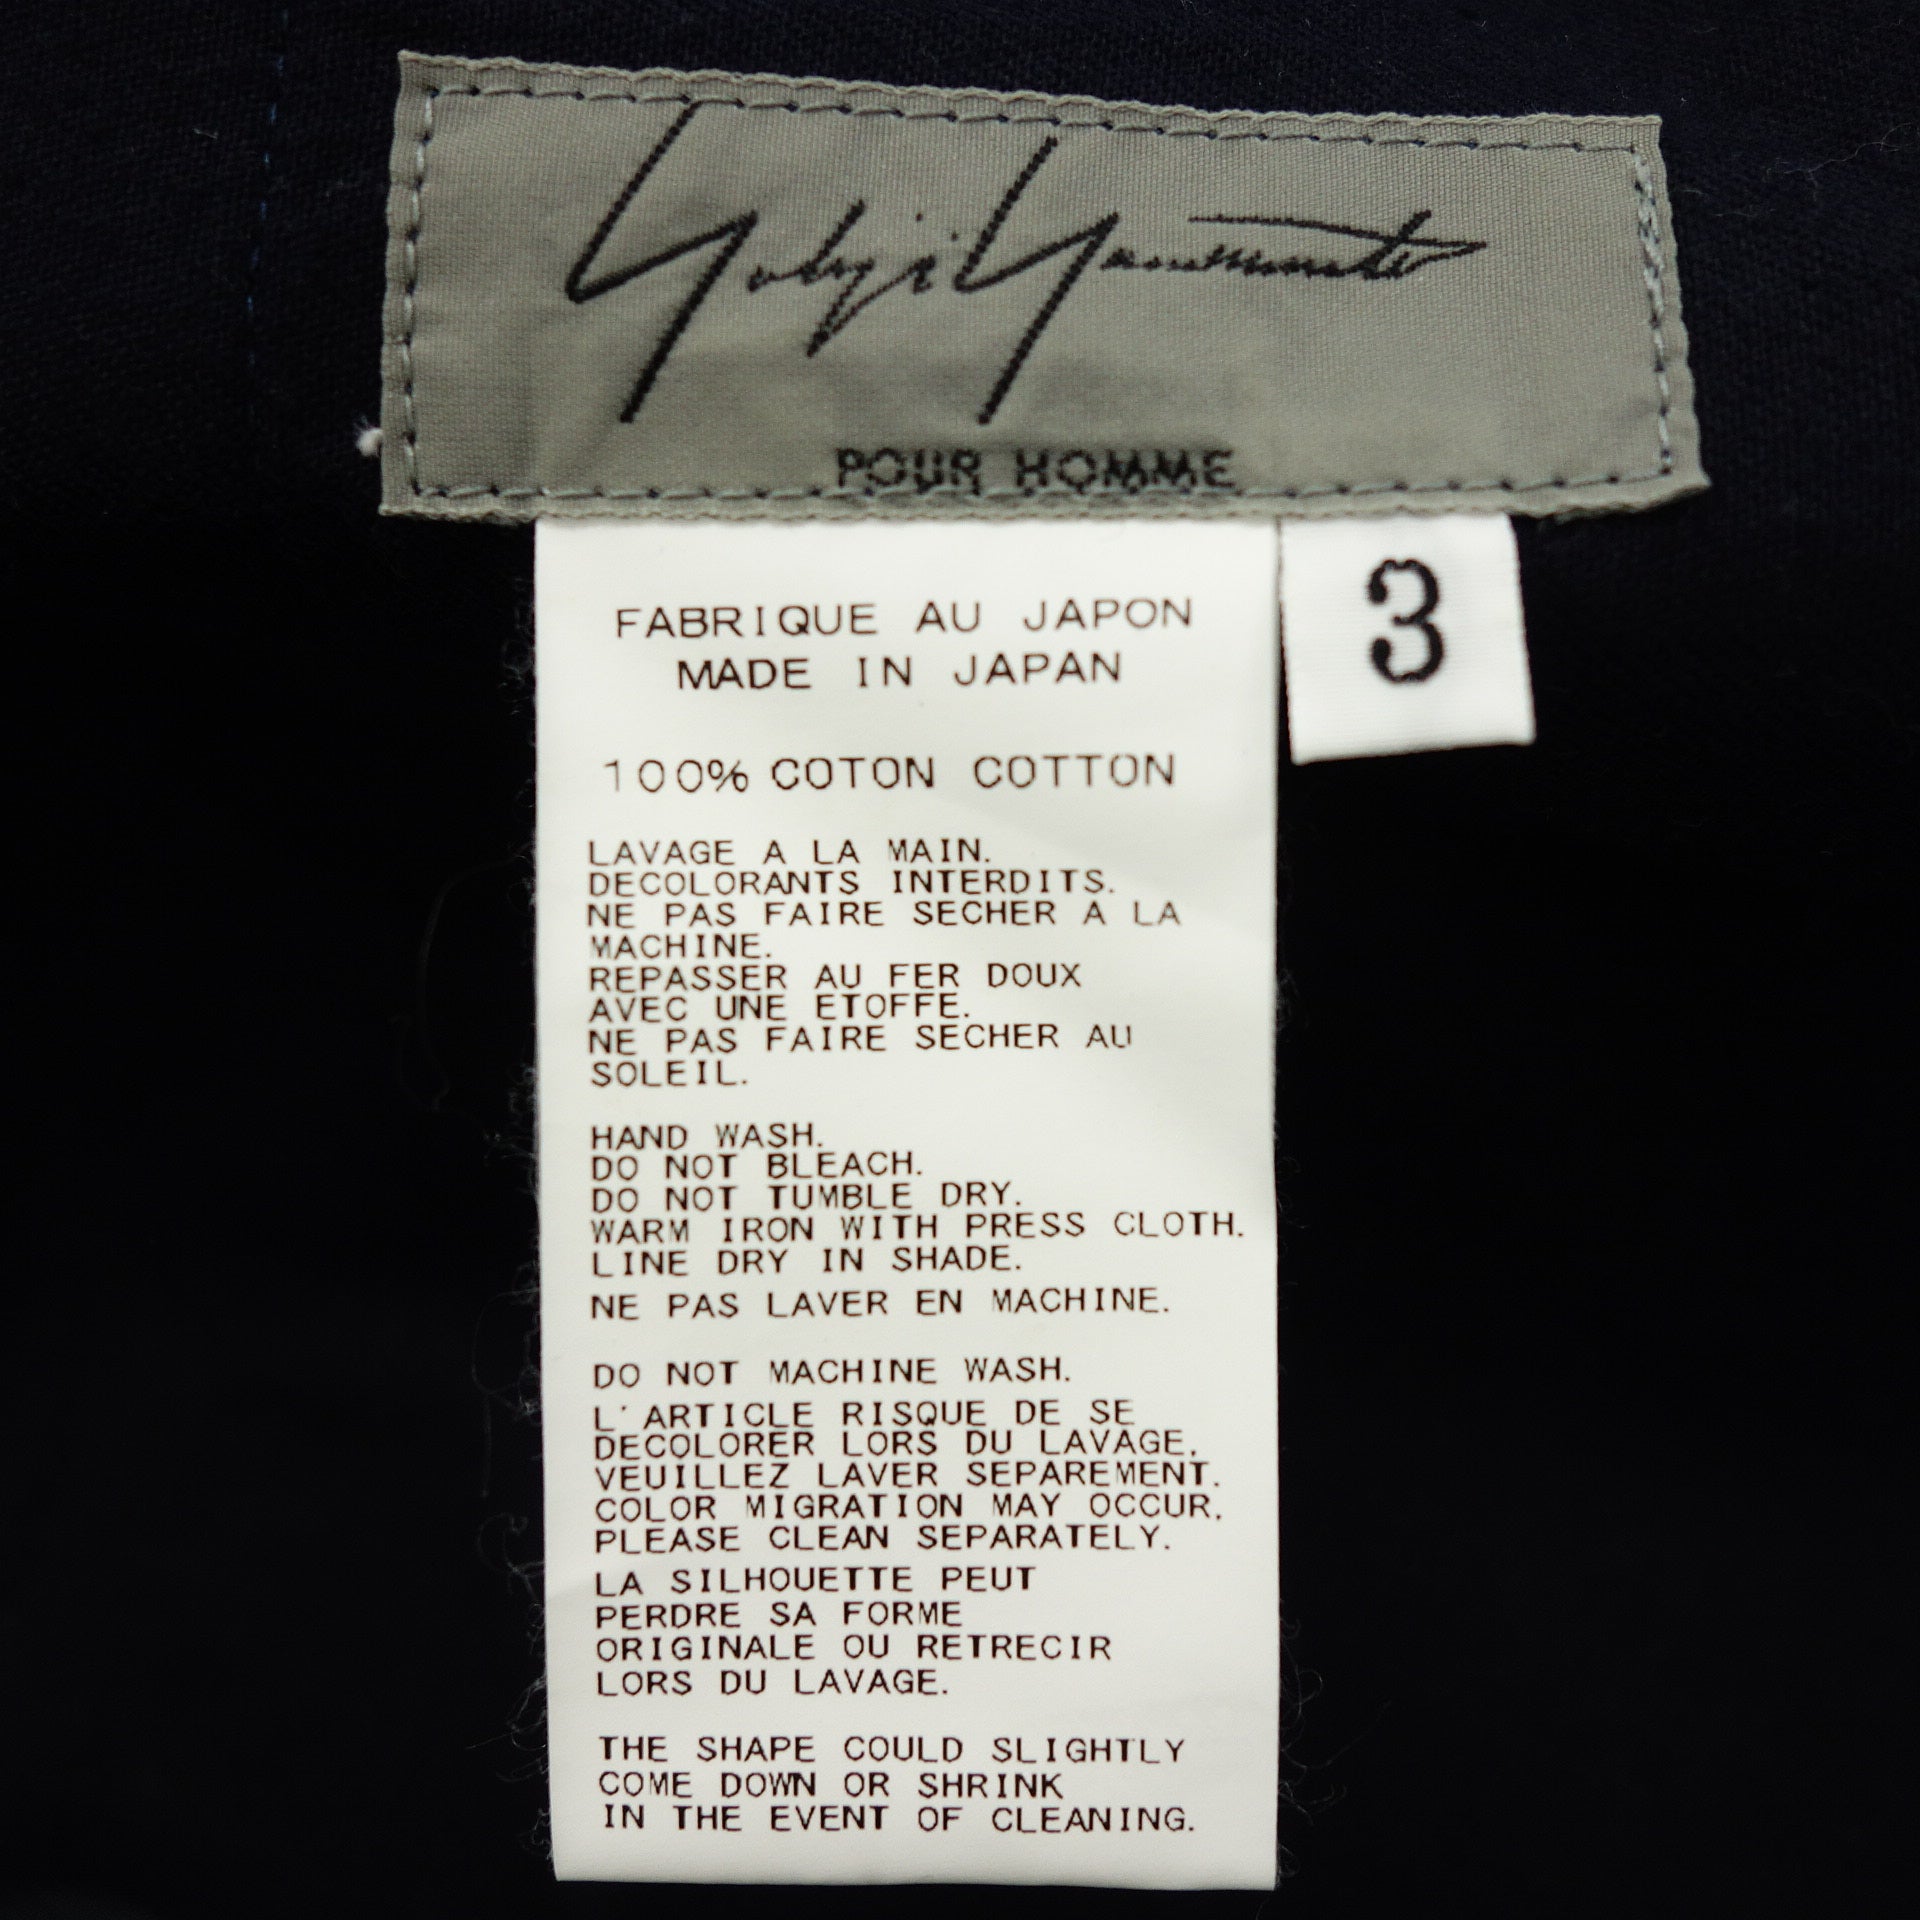 Yohji Yamamoto
POUR HOMME
3
FABRIQUE AU JAPON
MADE IN JAPAN
100% COTON COTTON
LAVAGE A LA MAIN.
DECOLORANTS INTERDITS.
NE PAS FAIRE SECHER A LA
MACHINE.
REPASSER AU FER DOUX
AVEC UNE ETOFFE.
NE PAS FAIRE SECHER AU
SOLEIL.
HAND WASH.
DO NOT BLEACH.
DO NOT TUMBLE DRY.
WARM IRON WITH PRESS CLOTH.
LINE DRY IN SHADE.
NE PAS LAVER EN MACHINE.
DO NOT MACHINE WASH.
L'ARTICLE RISQUE DE SE
DECOLORER LORS DU LAVAGE,
VEUILLEZ LAVER SEPAREMENT.
COLOR MIGRATION MAY OCCUR,
PLEASE CLEAN SEPARATELY.
LA SILHOUETTE PEUT
PERDRE SA FORME
ORIGINALE OU RETRECIR
LORS DU LAVAGE.
THE SHAPE COULD SLIGHTLY
COME DOWN OR SHRINK
IN THE EVENT OF CLEANING.